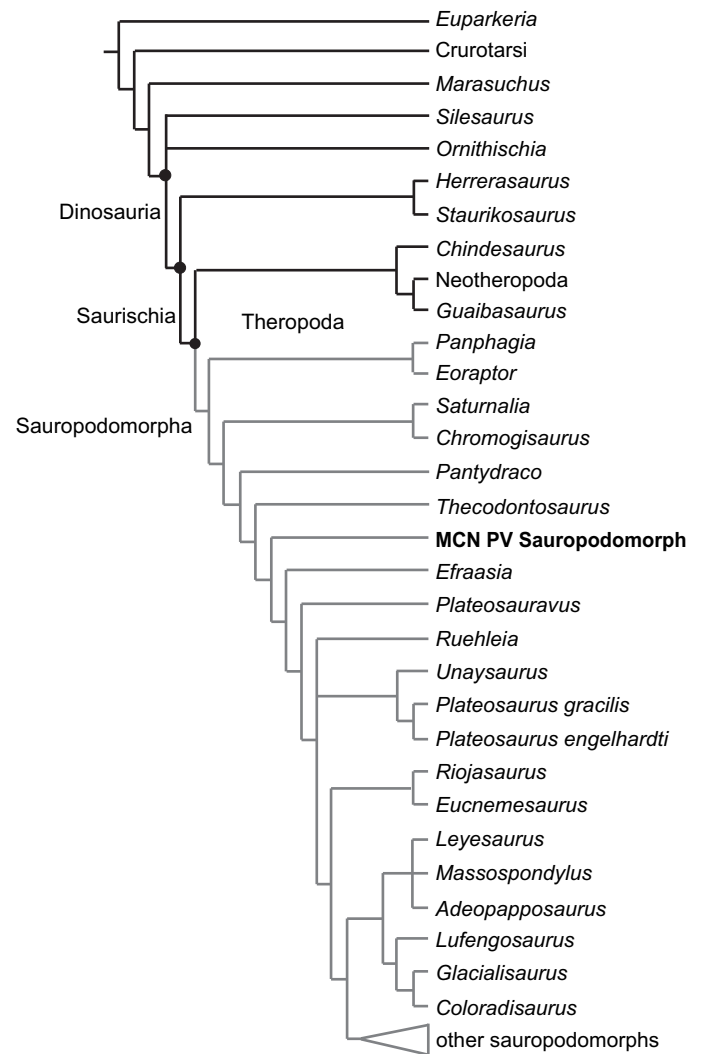 Euparkeria
Crurotarsi
Marasuchus
Silesaurus
Ornithischia
Herrerasaurus
Dinosauria
Staurikosaurus
Chindesaurus
Neotheropoda
Saurischia
Theropoda
Guaibasaurus
Panphagia
Eoraptor
Saturnalia
Sauropodomorpha
Chromogisaurus
Pantydraco
Thecodontosaurus
MCN PV Sauropodomorph
Efraasia
Plateosauravus
Ruehleia
Unaysaurus
Plateosaurus gracilis
Plateosaurus engelhardti
Riojasaurus
Eucnemesaurus
Leyesaurus
Massospondylus
Adeopapposaurus
Lufengosaurus
Glacialisaurus
Coloradisaurus
other sauropodomorphs